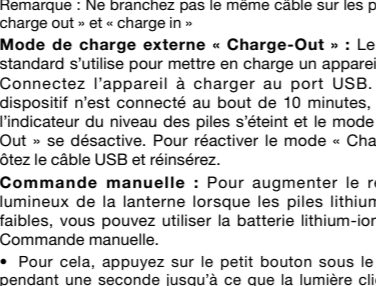 Remarque : Ne branchez pas le même câble sur les p
charge out » et « charge in »
Mode de charge externe « Charge-Out » : Le
standard s'utilise pour mettre en charge un appareil
Connectez l'appareil à charger au port USB.
dispositif n'est connecté au bout de 10 minutes,
l'indicateur du niveau des piles s'éteint et le mode
Out » se désactive. Pour réactiver le mode « Cha
ôtez le câble USB et réinsérez.
Commande manuelle : Pour augmenter le re
lumineux de la lanterne lorsque les piles lithium
faibles, vous pouvez utiliser la batterie lithium-ion
Commande manuelle.
• Pour cela, appuyez sur le petit bouton sous le
pendant une seconde jusqu'à ce que la lumière cli